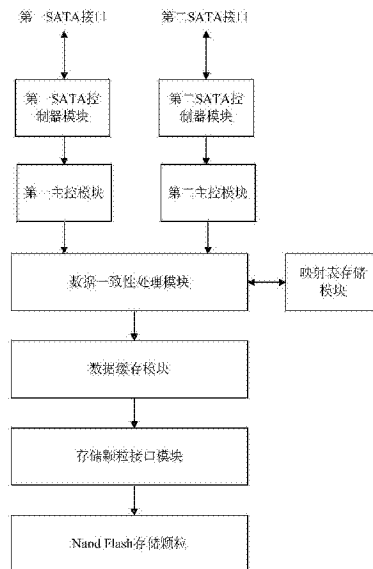 第一SATA接口
第二SATA接口
第一SATA控
制器模块
第二SATA控
制器模块
第一主控模块
第二主控模块
数据一致性处理模块
映射表存储
模块
数据缓存模块
存储颗粒接口模块
Naod Flash存储颗粒